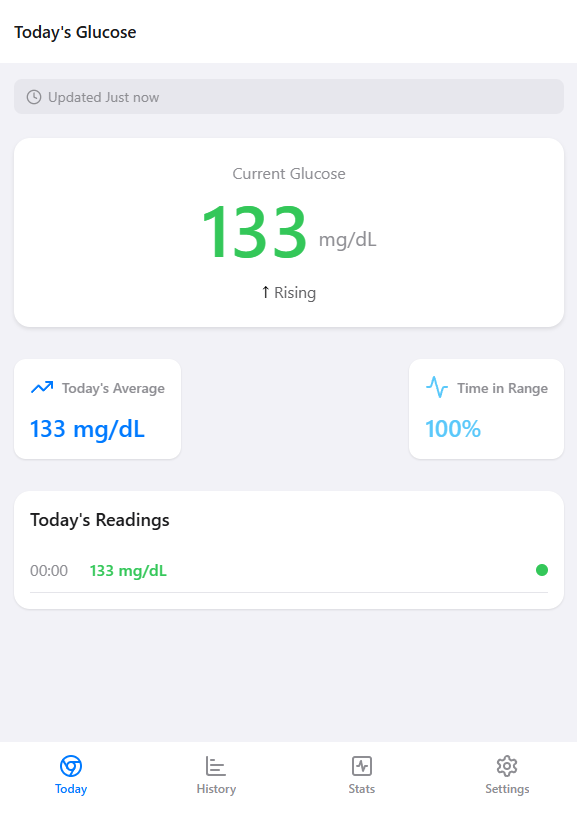 Today's Glucose
Updated Just now
Current Glucose
133 mg/dL
↑ Rising
Today's Average
133 mg/dL
Time in Range
100%
Today's Readings
00:00 133 mg/dL
Today
History
Stats
Settings